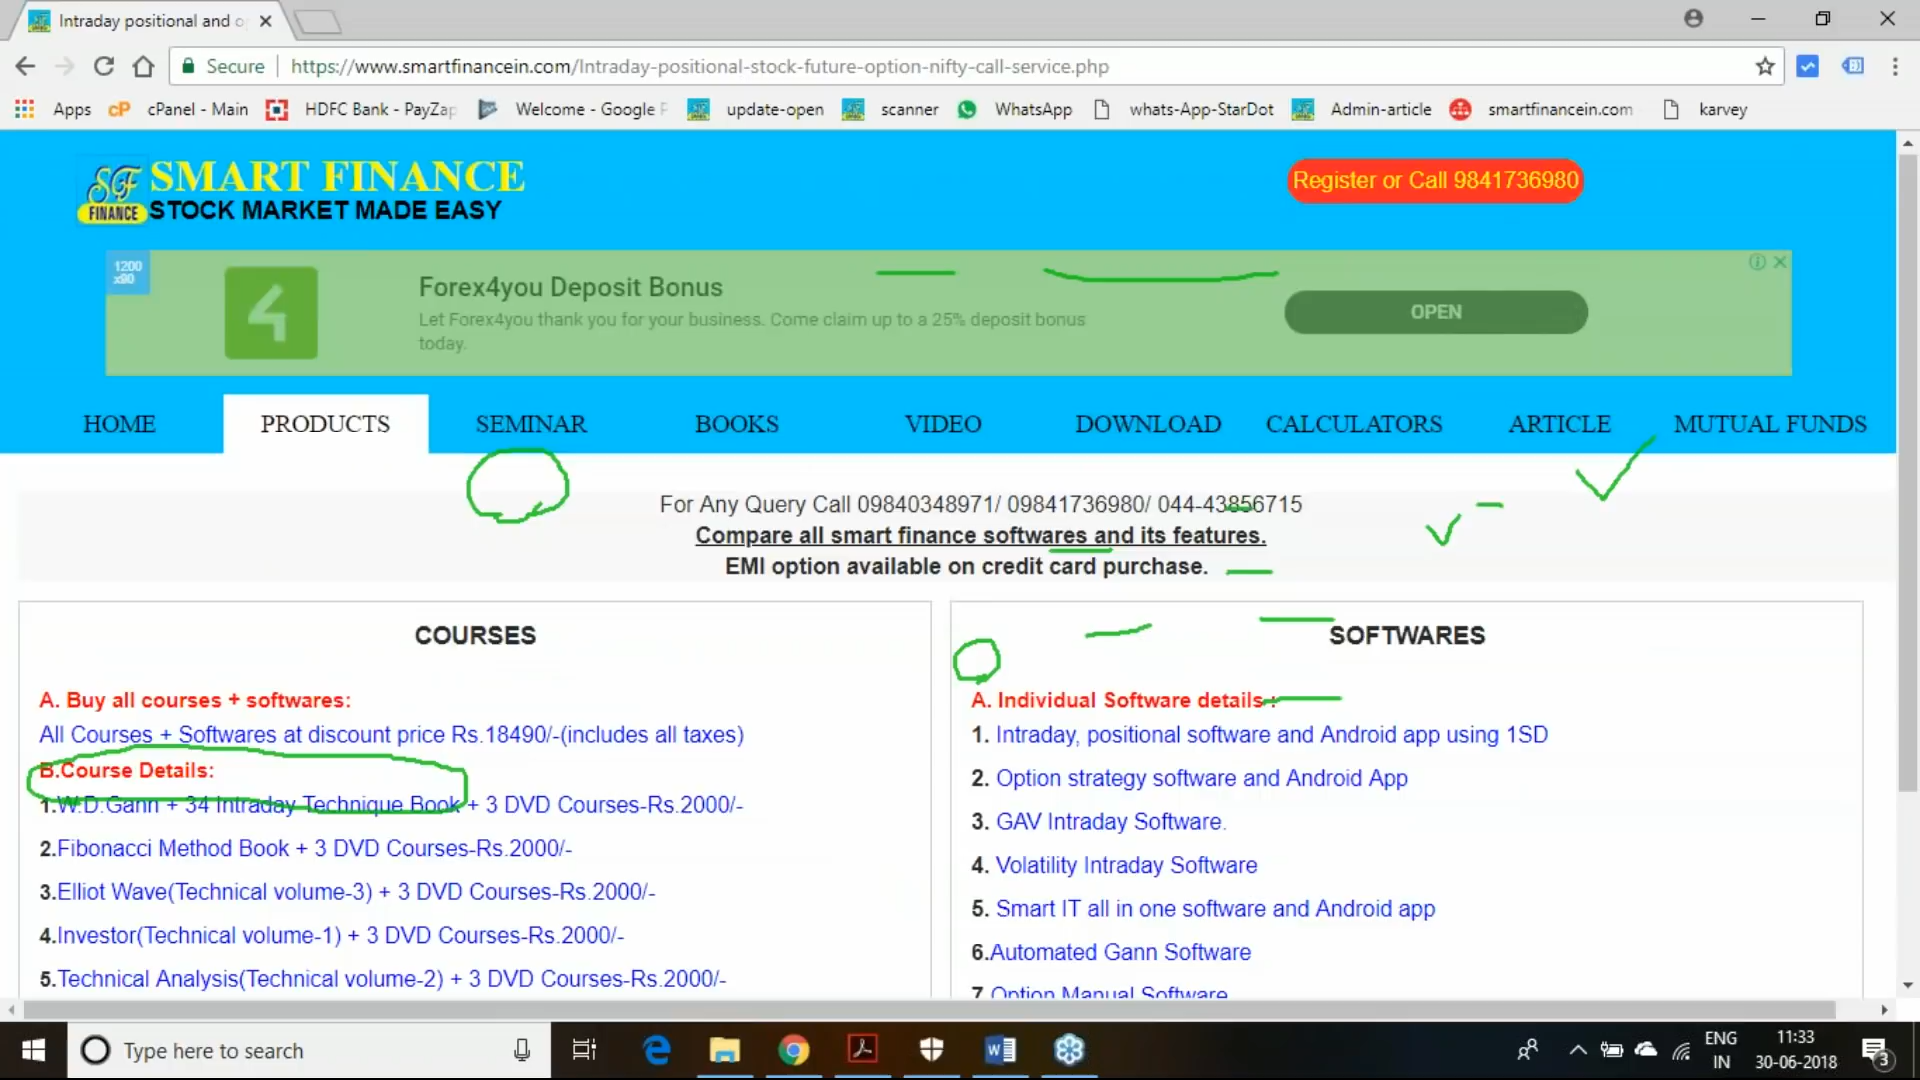 Intraday positional and o
Secure https://www.smartfinancein.com/Intraday-positional-stock-future-option-nifty-call-service.php
Apps cP cPanel - Main HDFC Bank - PayZap Welcome - Google P update-open scanner WhatsApp whats-App-StarDot Admin-article smartfinancein.com karvey
SF FINANCE
SMART FINANCE
STOCK MARKET MADE EASY
Register or Call 9841736980
1200
x90
4
Forex4you Deposit Bonus
Let Forex4you thank you for your business. Come claim up to a 25% deposit bonus
today.
OPEN
HOME PRODUCTS SEMINAR BOOKS VIDEO DOWNLOAD CALCULATORS ARTICLE MUTUAL FUNDS
For Any Query Call 09840348971/ 09841736980/ 044-43856715
Compare all smart finance softwares and its features.
EMI option available on credit card purchase.
COURSES
A. Buy all courses + softwares:
All Courses + Softwares at discount price Rs.18490/-(includes all taxes)
B.Course Details:
1.W.D.Gann + 34 Intraday Technique Book + 3 DVD Courses-Rs.2000/-
2.Fibonacci Method Book + 3 DVD Courses-Rs.2000/-
3.Elliot Wave(Technical volume-3) + 3 DVD Courses-Rs.2000/-
4.Investor(Technical volume-1) + 3 DVD Courses-Rs.2000/-
5.Technical Analysis(Technical volume-2) + 3 DVD Courses-Rs.2000/-
SOFTWARES
A. Individual Software details :
1. Intraday, positional software and Android app using 1SD
2. Option strategy software and Android App
3. GAV Intraday Software.
4. Volatility Intraday Software
5. Smart IT all in one software and Android app
6.Automated Gann Software
7 Option Manual Software
Type here to search
ENG
IN
11:33
30-06-2018
3